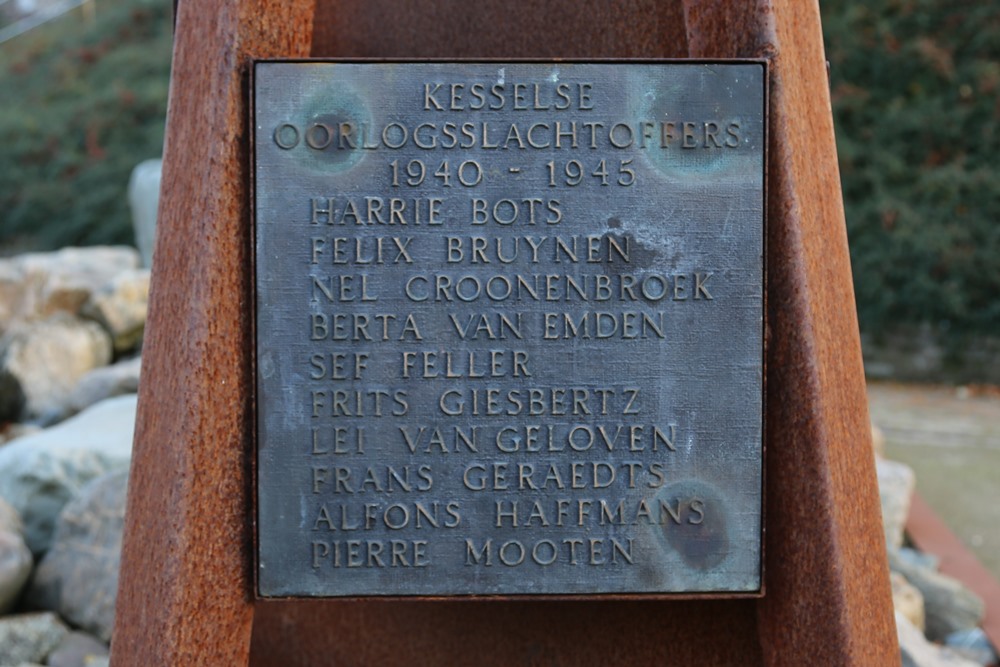 KESSELSE
OORLOGSSLACHTOFFERS
1940 - 1945
HARRIE BOTS
FELIX BRUYNEN
NEL CROONENBROEK
BERTA VAN EMDEN
SEF FELLER
FRITS GIESBERTZ
LEI VAN GELOVEN
FRANS GERAEDTS
ALFONS HAFFMANS
PIERRE MOOTEN